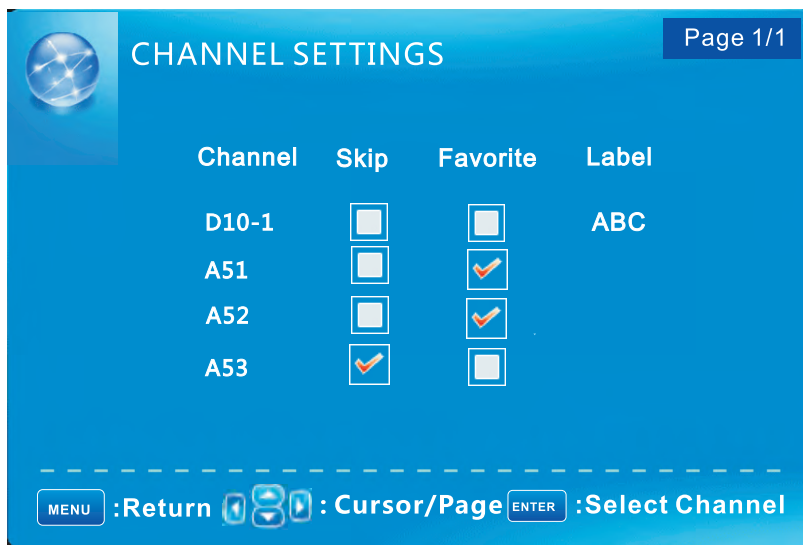 CHANNEL SETTINGS
Page 1/1
Channel Skip Favorite Label
D10-1 ABC
A51
A52
A53
MENU :Return : Cursor/Page ENTER :Select Channel